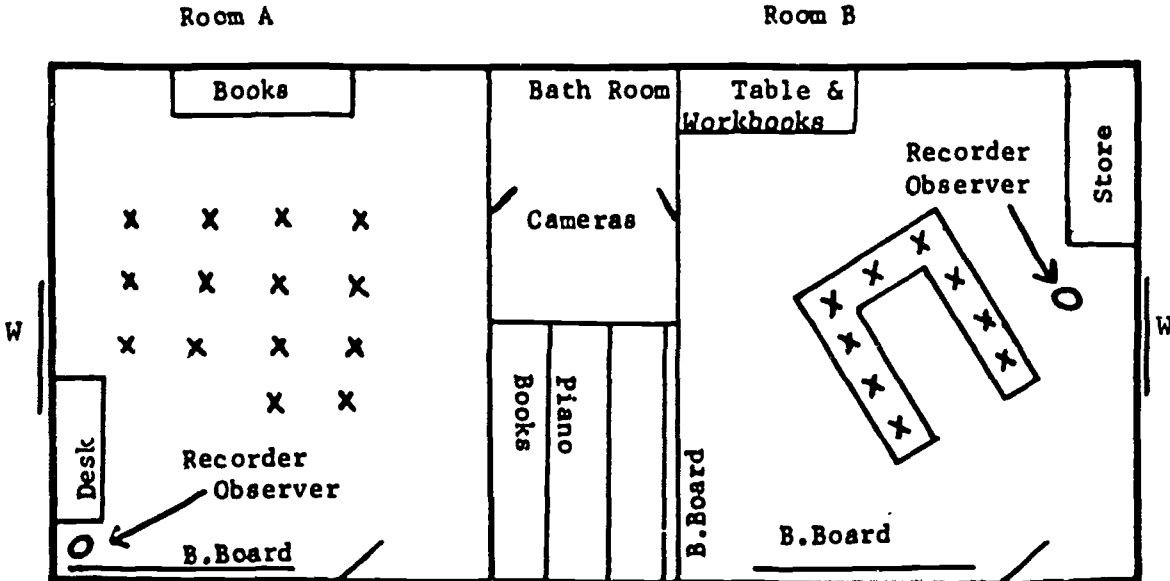 Room A
Room B
Books
Bath Room
Table &
Workbooks
Recorder
Observer
Store
Cameras
X X X X
X X X X
X X X X
X X
W
Desk
Recorder
Observer
B.Board
Books
Piano
B.Board
X X X X X X X X X
B.Board
W